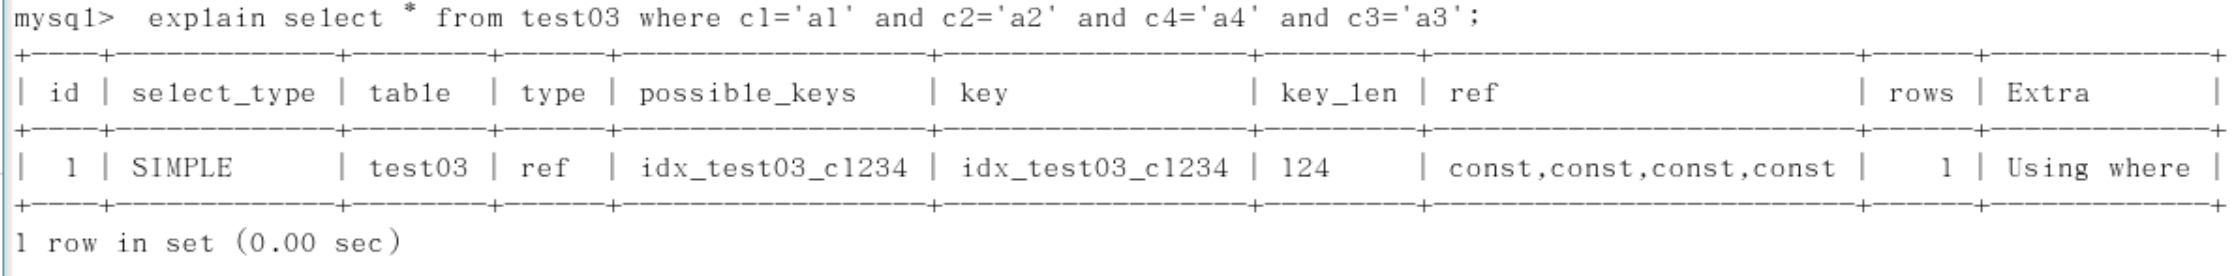 mysql>  explain select * from test03 where c1='a1' and c2='a2' and c4='a4' and c3='a3';
| id | select_type | table | type | possible_keys | key | key_len | ref | rows | Extra |
| 1 | SIMPLE | test03 | ref | idx_test03_c1234 | idx_test03_c1234 | 124 | const,const,const,const | 1 | Using where |
1 row in set (0.00 sec)